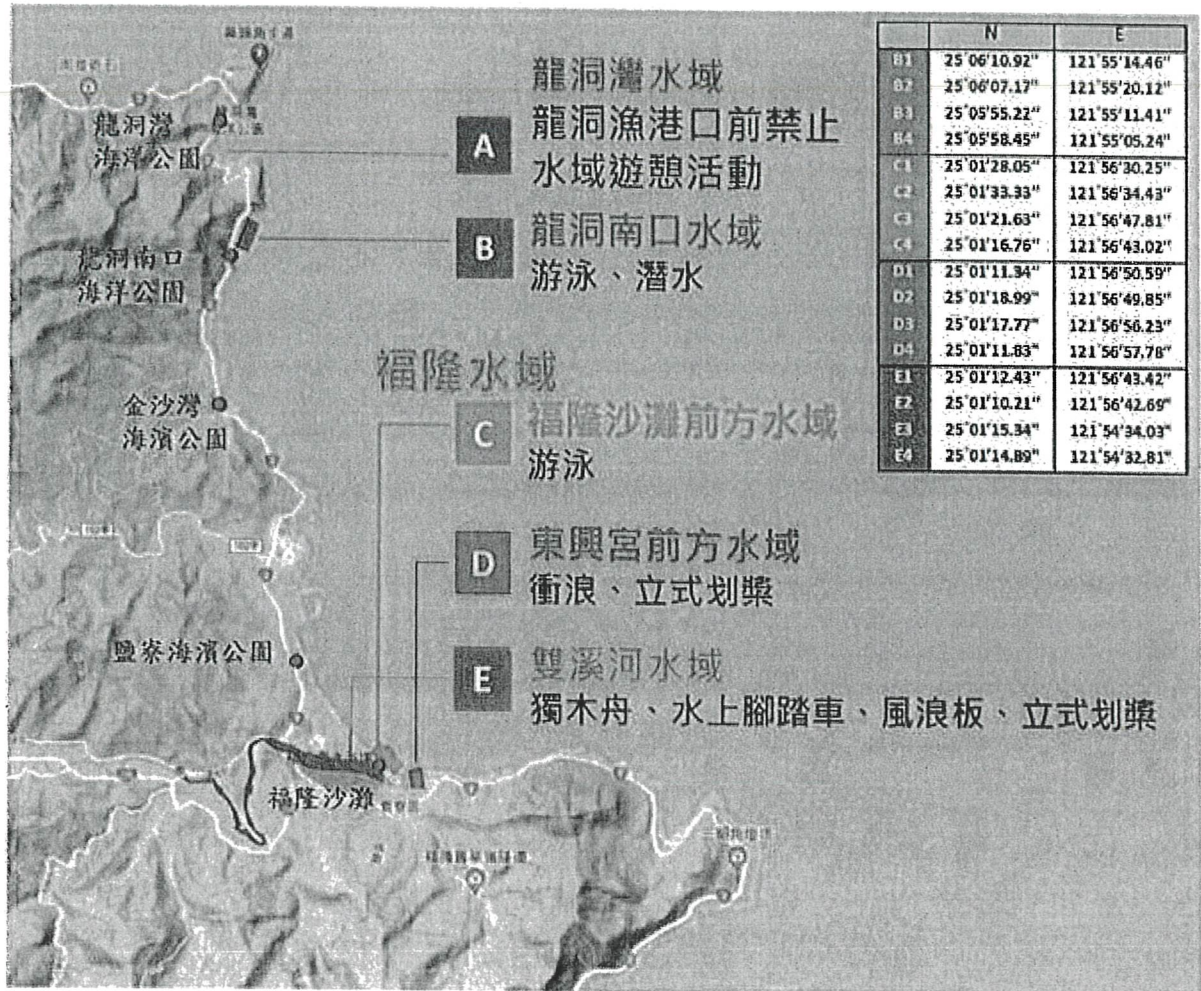 龍洞灣
海洋公園
龍洞南口
海洋公園
金沙灣
海濱公園
鹽寮海濱公園
福隆沙灘
龍洞灣水域
A
龍洞漁港口前禁止
水域遊憩活動
B
龍洞南口水域
游泳、潛水
福隆水域
C
福隆沙灘前方水域
游泳
D
東興宮前方水域
衝浪、立式划槳
E
雙溪河水域
獨木舟、水上腳踏車、風浪板、立式划槳
N E
B1 25°06'10.92" 121°55'14.46"
B2 25°06'07.17" 121°55'20.12"
B3 25°05'55.22" 121°55'11.41"
B4 25°05'58.45" 121°55'05.24"
C1 25°01'28.05" 121°56'30.25"
C2 25°01'33.33" 121°56'34.43"
C3 25°01'21.63" 121°56'47.81"
C4 25°01'16.76" 121°56'43.02"
D1 25°01'11.34" 121°56'50.59"
D2 25°01'18.99" 121°56'49.85"
D3 25°01'17.77" 121°56'56.23"
D4 25°01'11.83" 121°56'57.78"
E1 25°01'12.43" 121°56'43.42"
E2 25°01'10.21" 121°56'42.69"
E3 25°01'15.34" 121°54'34.03"
E4 25°01'14.89" 121°54'32.81"